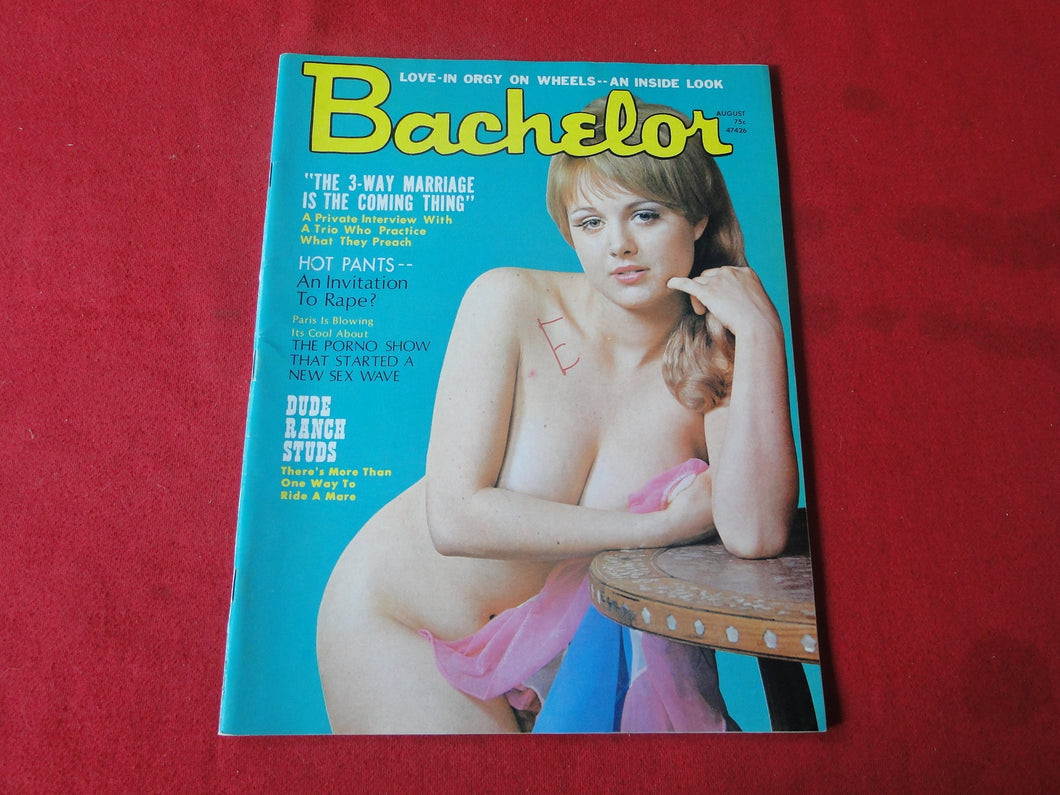 LOVE-IN ORGY ON WHEELS--AN INSIDE LOOK
Bachelor
AUGUST
75c
47426
"THE 3-WAY MARRIAGE
IS THE COMING THING"
A Private Interview With
A Trio Who Practice
What They Preach
HOT PANTS--
An Invitation
To Rape?
Paris Is Blowing
Its Cool About
THE PORNO SHOW
THAT STARTED A
NEW SEX WAVE
DUDE
RANCH
STUDS
There's More Than
One Way To
Ride A Mare
E